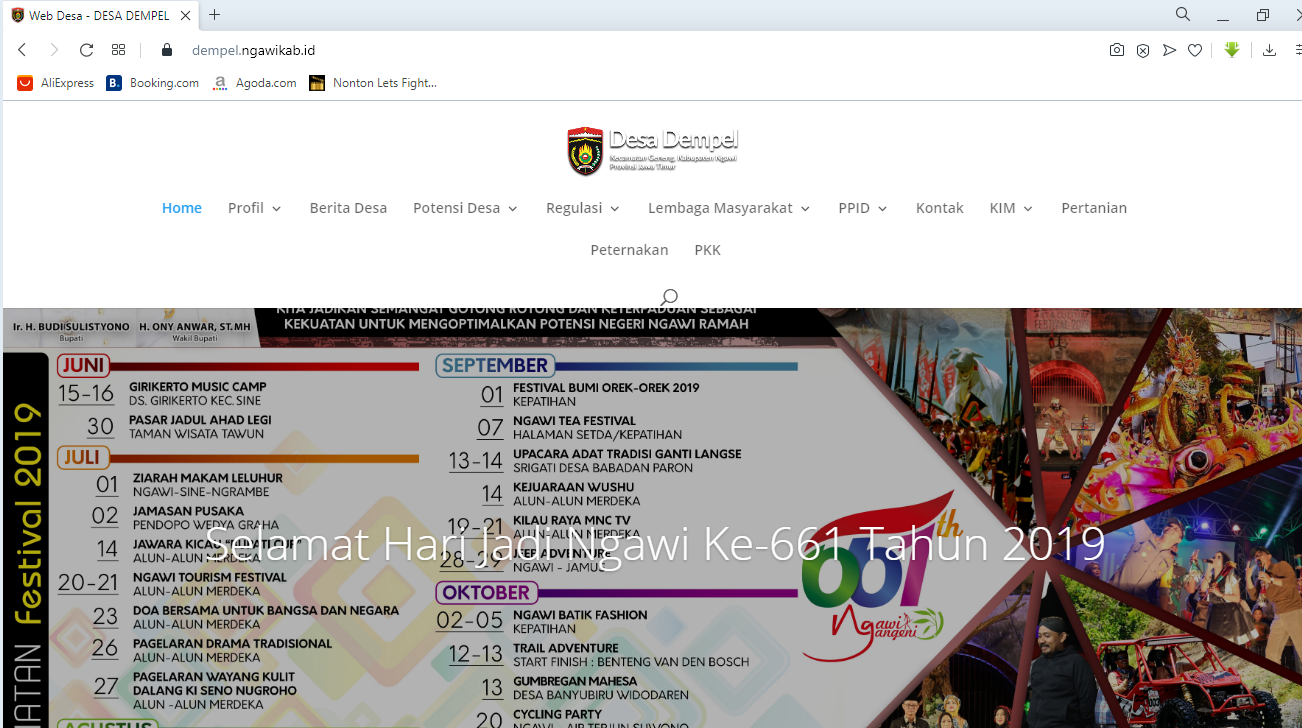 Web Desa - DESA DEMPEL
dempel.ngawikab.id
AliExpress
Booking.com
Agoda.com
Nonton Lets Fight...
Desa Dempel
Kecamatan Geneng, Kabupaten Ngawi
Provinsi Jawa Timur
Home Profil Berita Desa Potensi Desa Regulasi Lembaga Masyarakat PPID Kontak KIM Pertanian
Peternakan PKK
KITA JADIKAN SEMANGAT GOTONG ROYONG DAN KETERPADUAN SEBAGAI
KEKUATAN UNTUK MENGOPTIMALKAN POTENSI NEGERI NGAWI RAMAH
Ir. H. BUDI SULISTYONO
Bupati
H. ONY ANWAR, ST.MH
Wakil Bupati
Festival 2019
JUNI
15-16 GIRIKERTO MUSIC CAMP
DS. GIRIKERTO KEC. SINE
30 PASAR JADUL AHAD LEGI
TAMAN WISATA TAWUN
JULI
01 ZIARAH MAKAM LELUHUR
NGAWI-SINE-NGRAMBE
02 JAMASAN PUSAKA
PENDOPO WEDYA GRAHA
14 JAWARA KICAU "BUPATI CUP"
ALUN-ALUN MERDEKA
20-21 NGAWI TOURISM FESTIVAL
ALUN-ALUN MERDEKA
23 DOA BERSAMA UNTUK BANGSA DAN NEGARA
ALUN-ALUN MERDEKA
26 PAGELARAN DRAMA TRADISIONAL
ALUN-ALUN MERDEKA
27 PAGELARAN WAYANG KULIT
DALANG KI SENO NUGROHO
ALUN -ALUN MERDEKA
AGUSTUS
SEPTEMBER
01 FESTIVAL BUMI OREK-OREK 2019
KEPATIHAN
07 NGAWI TEA FESTIVAL
HALAMAN SETDA/KEPATIHAN
13-14 UPACARA ADAT TRADISI GANTI LANGSE
SRIGATI DESA BABADAN PARON
14 KEJUARAAN WUSHU
ALUN-ALUN MERDEKA
19-21 KILAU RAYA MNC TV
ALUN-ALUN MERDEKA
28-29 JEEP ADVENTURE
NGAWI - JAMUS
OKTOBER
02-05 NGAWI BATIK FASHION
KEPATIHAN
12-13 TRAIL ADVENTURE
START FINISH : BENTENG VAN DEN BOSCH
13 GUMBREGAN MAHESA
DESA BANYUBIRU WIDODAREN
20 CYCLING PARTY
NGAWI - AIR TERJUN SUWONO
Selamat Hari Jadi Ngawi Ke-661 Tahun 2019
661th
Ngawi
Ngangeni